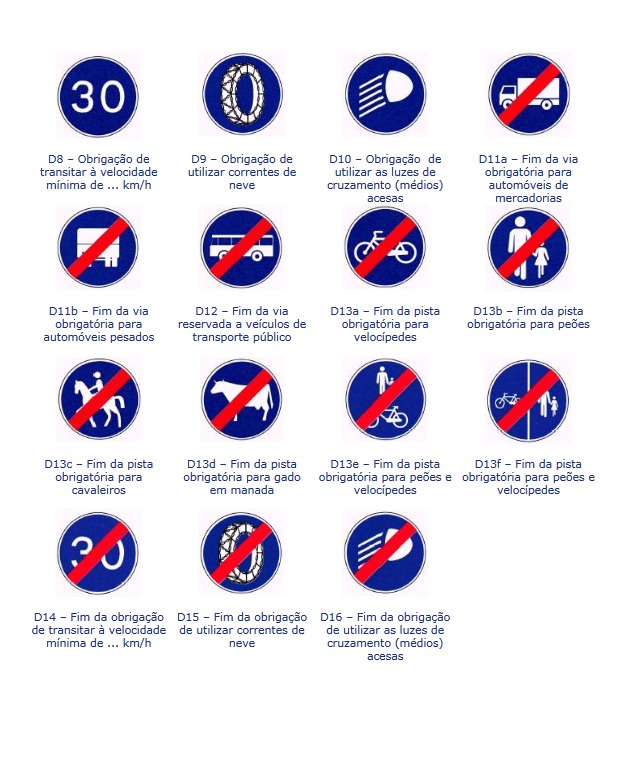 30
D8 – Obrigação de
transitar à velocidade
mínima de ... km/h
D9 – Obrigação de
utilizar correntes de
neve
D10 – Obrigação  de
utilizar as luzes de
cruzamento (médios)
acesas
D11a – Fim da via
obrigatória para
automóveis de
mercadorias
D11b – Fim da via
obrigatória para
automóveis pesados
D12 – Fim da via
reservada a veículos de
transporte público
D13a – Fim da pista
obrigatória para
velocípedes
D13b – Fim da pista
obrigatória para peões
D13c – Fim da pista
obrigatória para
cavaleiros
D13d – Fim da pista
obrigatória para gado
em manada
D13e – Fim da pista
obrigatória para peões e
velocípedes
D13f – Fim da pista
obrigatória para peões e
velocípedes
30
D14 – Fim da obrigação
de transitar à velocidade
mínima de ... km/h
D15 – Fim da obrigação
de utilizar correntes de
neve
D16 – Fim da obrigação
de utilizar as luzes de
cruzamento (médios)
acesas